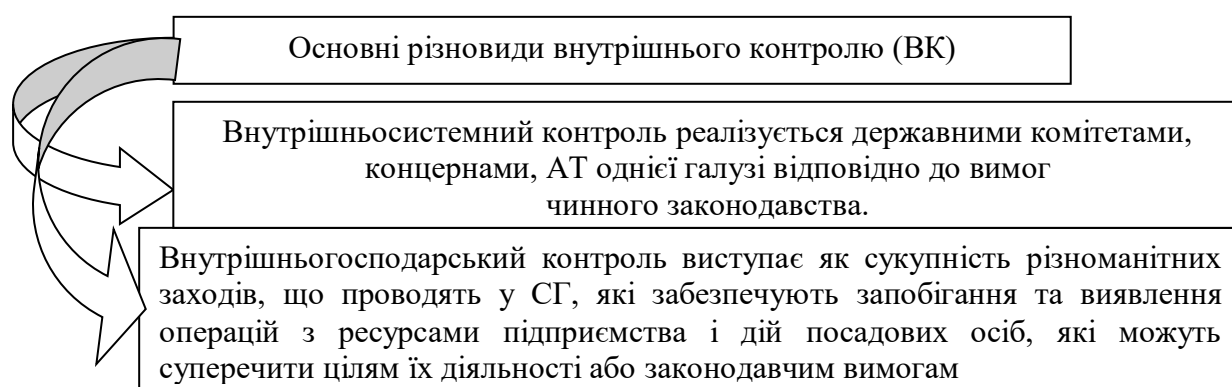 Основні різновиди внутрішнього контролю (ВК)
Внутрішньосистемний контроль реалізується державними комітетами,
концернами, АТ однієї галузі відповідно до вимог
чинного законодавства.
Внутрішньогосподарський контроль виступає як сукупність різноманітних
заходів, що проводять у СГ, які забезпечують запобігання та виявлення
операцій з ресурсами підприємства і дій посадових осіб, які можуть
суперечити цілям їх діяльності або законодавчим вимогам